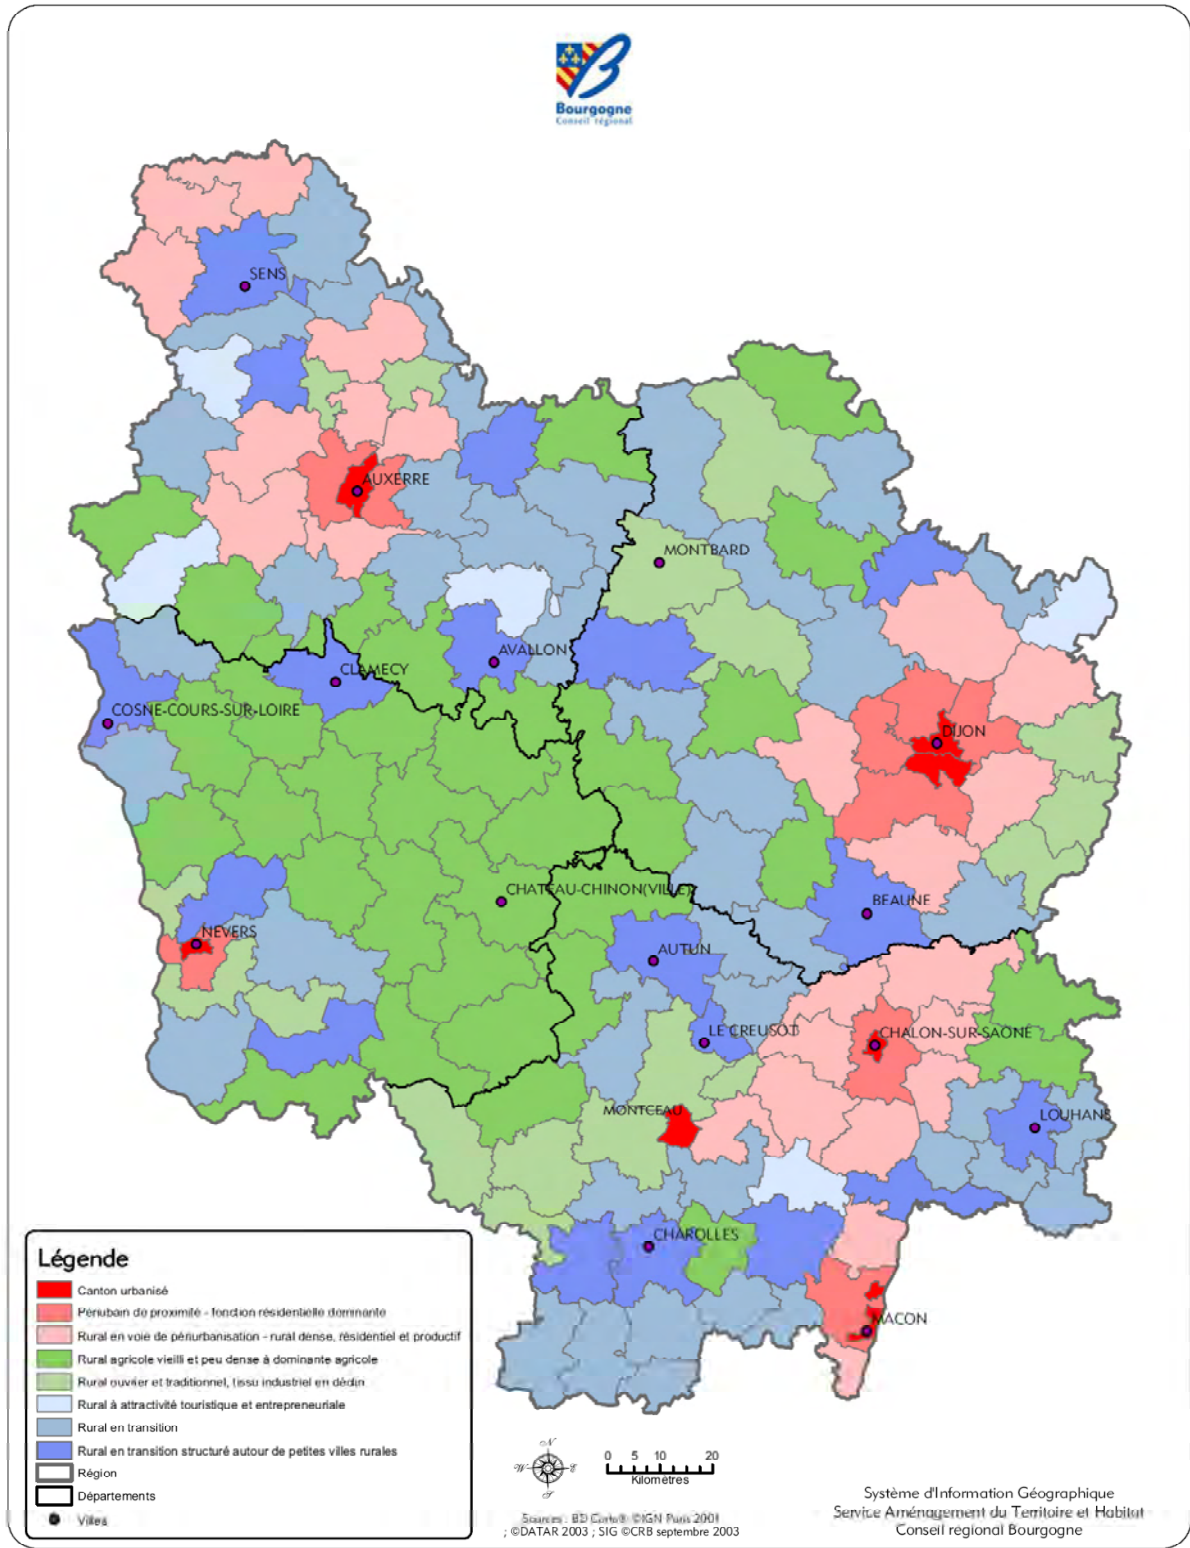 Bourgogne
Conseil régional
SENS
AUXERRE
MONTBARD
AVALLON
CLAMECY
COSNE-COURS-SUR-LOIRE
DIJON
CHATEAU-CHINON(VILLE)
BEAUNE
NEVERS
AUTUN
LE CREUSOT
CHALON-SUR-SAONE
MONTCEAU
LOUHANS
CHAROLLES
MACON
Légende
Canton urbanisé
Périurbain de proximité - fonction résidentielle dominante
Rural en voie de périurbanisation - rural dense, résidentiel et productif
Rural agricole vieilli et peu dense à dominante agricole
Rural ouvrier et traditionnel, tissu industriel en déclin
Rural à attractivité touristique et entrepreneuriale
Rural en transition
Rural en transition structuré autour de petites villes rurales
Région
Départements
Villes
N
W E
S
0 5 10 20
Kilomètres
Sources : BD Carto® ©IGN Paris 2001
; ©DATAR 2003 ; SIG ©CRB septembre 2003
Système d'Information Géographique
Service Aménagement du Territoire et Habitat
Conseil régional Bourgogne